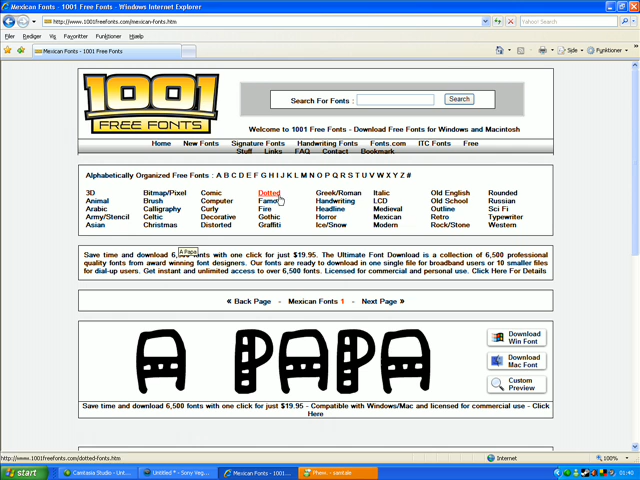 Mexican Fonts - 1001 Free Fonts - Windows Internet Explorer
http://www.1001freefonts.com/mexican-fonts.htm
Yahoo! Search
Filer Rediger Vis Favoritter Funktioner Hjælp
Mexican Fonts - 1001 Free Fonts
Side Funktioner
1001
FREE FONTS
Search For Fonts : Search
Welcome to 1001 Free Fonts - Download Free Fonts for Windows and Macintosh
Home New Fonts Signature Fonts Handwriting Fonts Fonts.com ITC Fonts Free
Stuff Links FAQ Contact Bookmark
Alphabetically Organized Free Fonts : A B C D E F G H I J K L M N O P Q R S T U V W X Y Z #
3D Bitmap/Pixel Comic Dotted Greek/Roman Italic Old English Rounded
Animal Brush Computer Famous Handwriting LCD Old School Russian
Arabic Calligraphy Curly Fire Headline Medieval Outline Sci Fi
Army/Stencil Celtic Decorative Gothic Horror Mexican Retro Typewriter
Asian Christmas Distorted Graffiti Ice/Snow Modern Rock/Stone Western
A Papa
Save time and download 6,500 fonts with one click for just $19.95. The Ultimate Font Download is a collection of 6,500 professional
quality fonts from award winning font designers. Our fonts are ready to download in one single file for broadband users or 10 smaller files
for dial-up users. Get instant and unlimited access to over 6,500 fonts. Licensed for commercial and personal use. Click Here For Details
« Back Page - Mexican Fonts 1 - Next Page »
A PAPA
Download
Win Font
Download
Mac Font
Custom
Preview
Save time and download 6,500 fonts with one click for just $19.95 - Compatible with Windows/Mac and licensed for commercial use - Click
Here
http://www.1001freefonts.com/dotted-fonts.htm
Internet 100%
start Camtasia Studio - Unt... Untitled * - Sony Veg... Mexican Fonts - 1001... Phew. - samtale 01:40